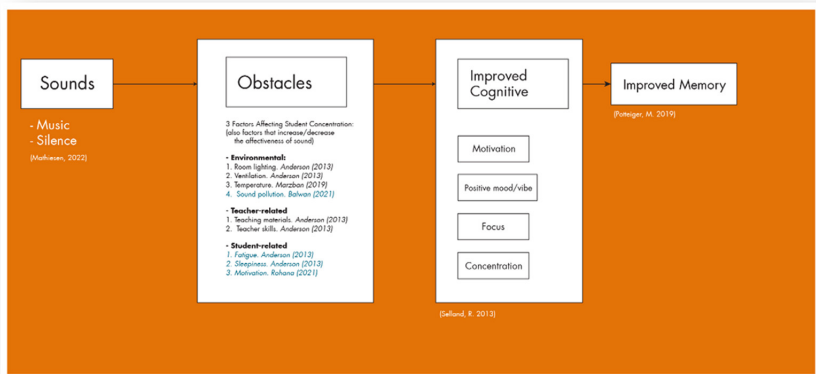 Sounds
- Music
- Silence
(Mathiesen, 2022)
Obstacles
3 Factors Affecting Student Concentration:
(also factors that increase/decrease
the affectiveness of sound)
- Environmental:
1. Room lighting. Anderson (2013)
2. Ventilation. Anderson (2013)
3. Temperature. Marzban (2019)
4. Sound pollution. Balwan (2021)
- Teacher-related
1. Teaching materials. Anderson (2013)
2. Teacher skills. Anderson (2013)
- Student-related
1. Fatigue. Anderson (2013)
2. Sleepiness. Anderson (2013)
3. Motivation. Rohana (2021)
Improved
Cognitive
Motivation
Positive mood/vibe
Focus
Concentration
(Selland, R. 2013)
Improved Memory
(Potteiger, M. 2019)